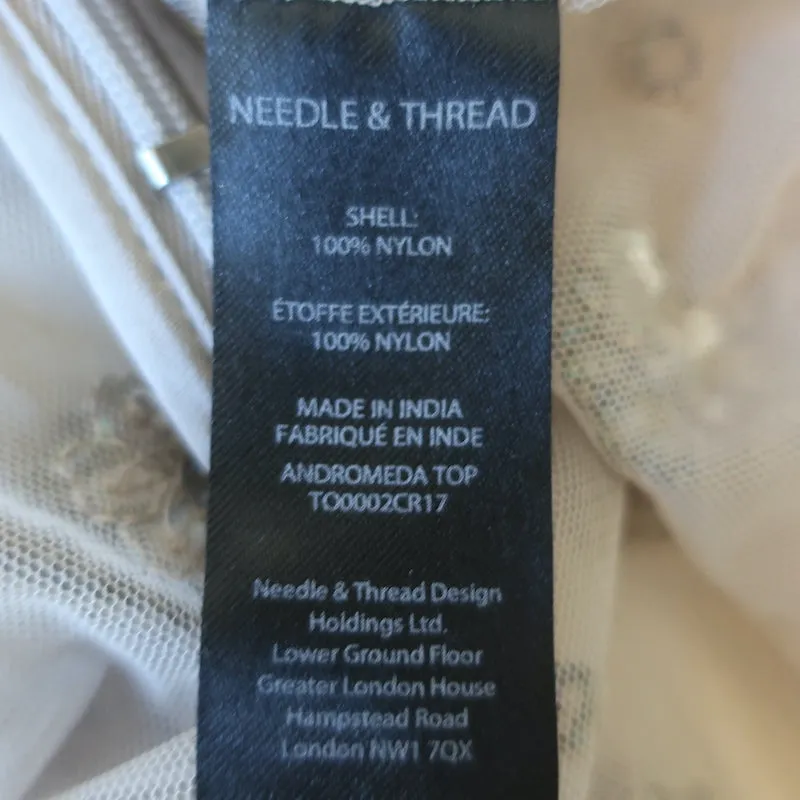 NEEDLE & THREAD
SHELL:
100% NYLON
ÉTOFFE EXTÉRIEURE:
100% NYLON
MADE IN INDIA
FABRIQUÉ EN INDE
ANDROMEDA TOP
TO0002CR17
Needle & Thread Design
Holdings Ltd.
Lower Ground Floor
Greater London House
Hampstead Road
London NW1 7QX